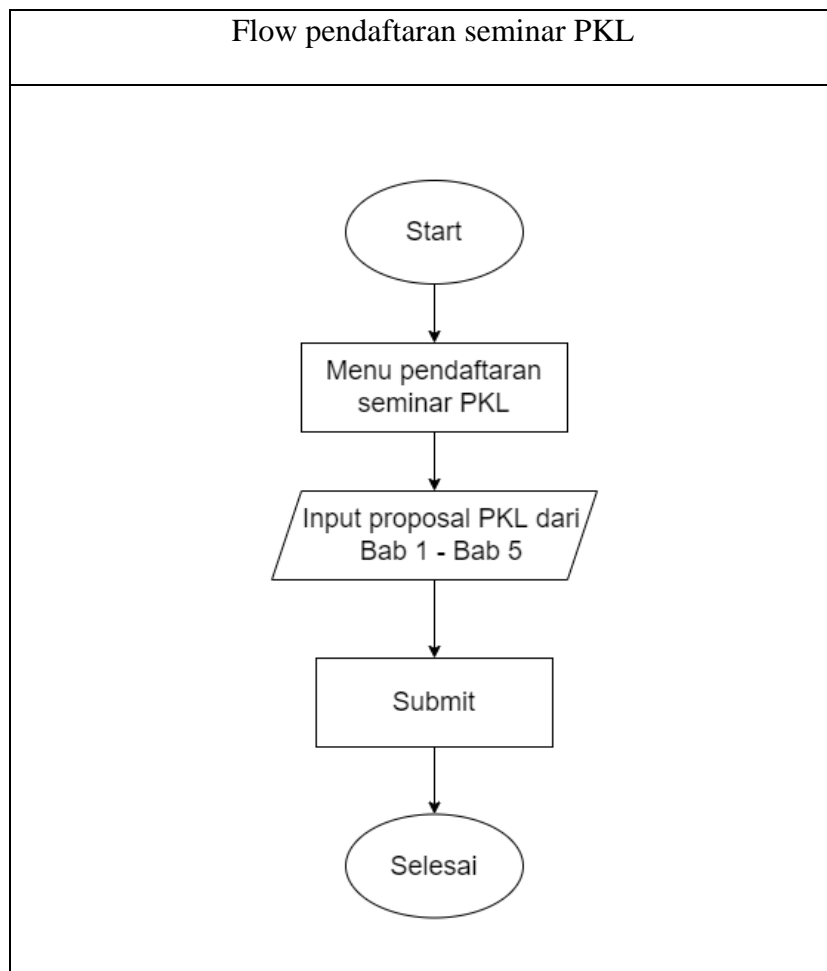 Flow pendaftaran seminar PKL
Start
Menu pendaftaran
seminar PKL
Input proposal PKL dari
Bab 1 - Bab 5
Submit
Selesai